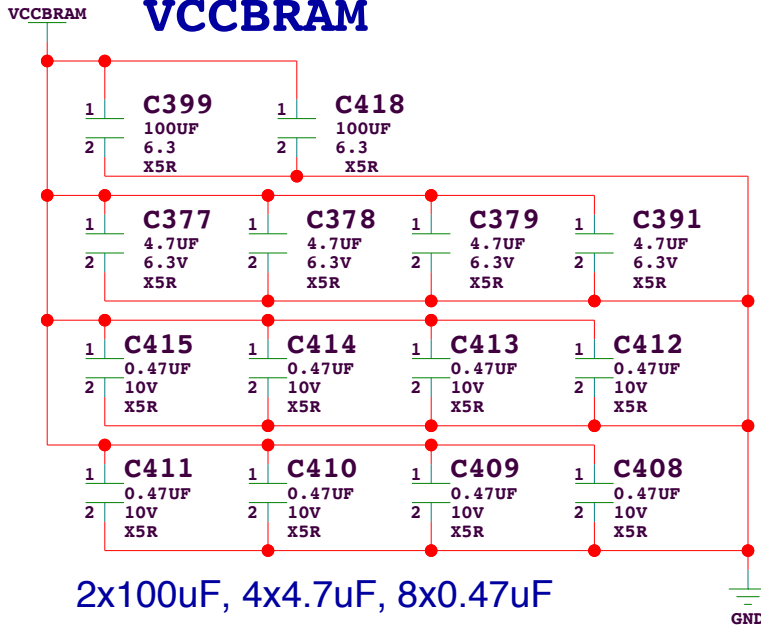 VCCBRAM
VCCBRAM
1 C399
100UF
2 6.3
X5R
1 C418
100UF
2 6.3
X5R
1 C377
4.7UF
2 6.3V
X5R
1 C378
4.7UF
2 6.3V
X5R
1 C379
4.7UF
2 6.3V
X5R
1 C391
4.7UF
2 6.3V
X5R
1 C415
0.47UF
2 10V
X5R
1 C414
0.47UF
2 10V
X5R
1 C413
0.47UF
2 10V
X5R
1 C412
0.47UF
2 10V
X5R
1 C411
0.47UF
2 10V
X5R
1 C410
0.47UF
2 10V
X5R
1 C409
0.47UF
2 10V
X5R
1 C408
0.47UF
2 10V
X5R
2x100uF, 4x4.7uF, 8x0.47uF
GND